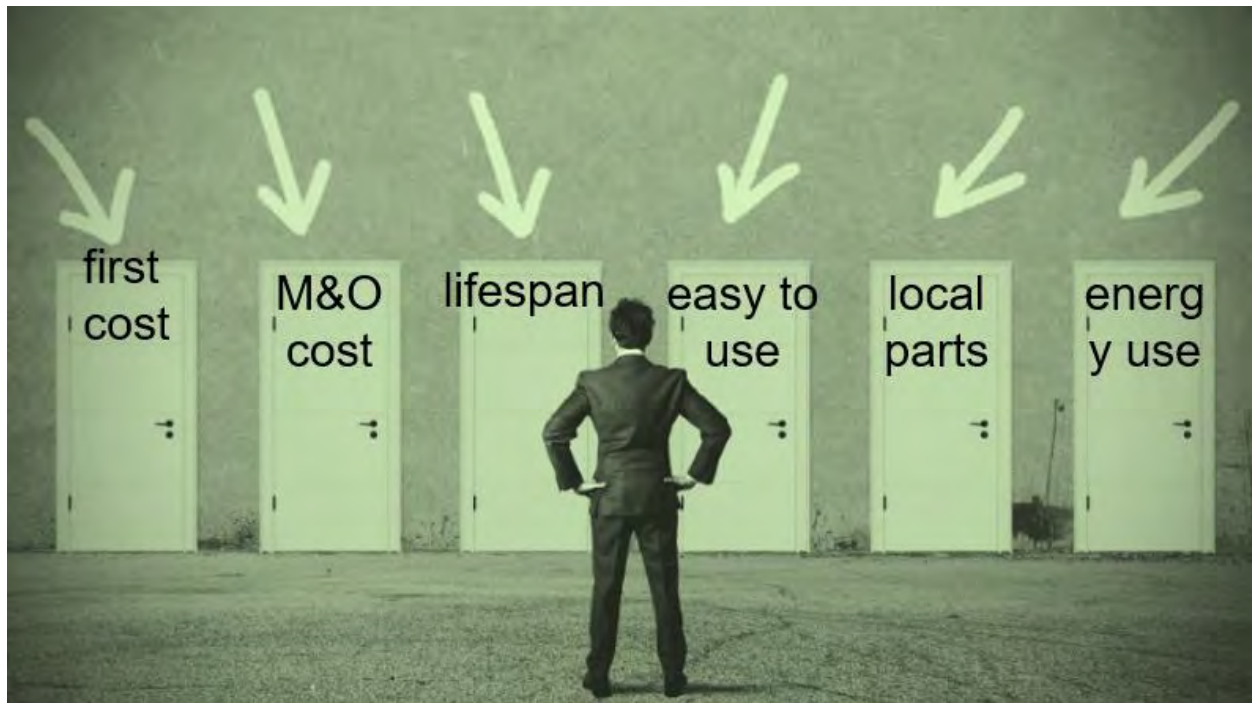 first
cost
M&O
cost
lifespan
easy to
use
local
parts
energ
y use